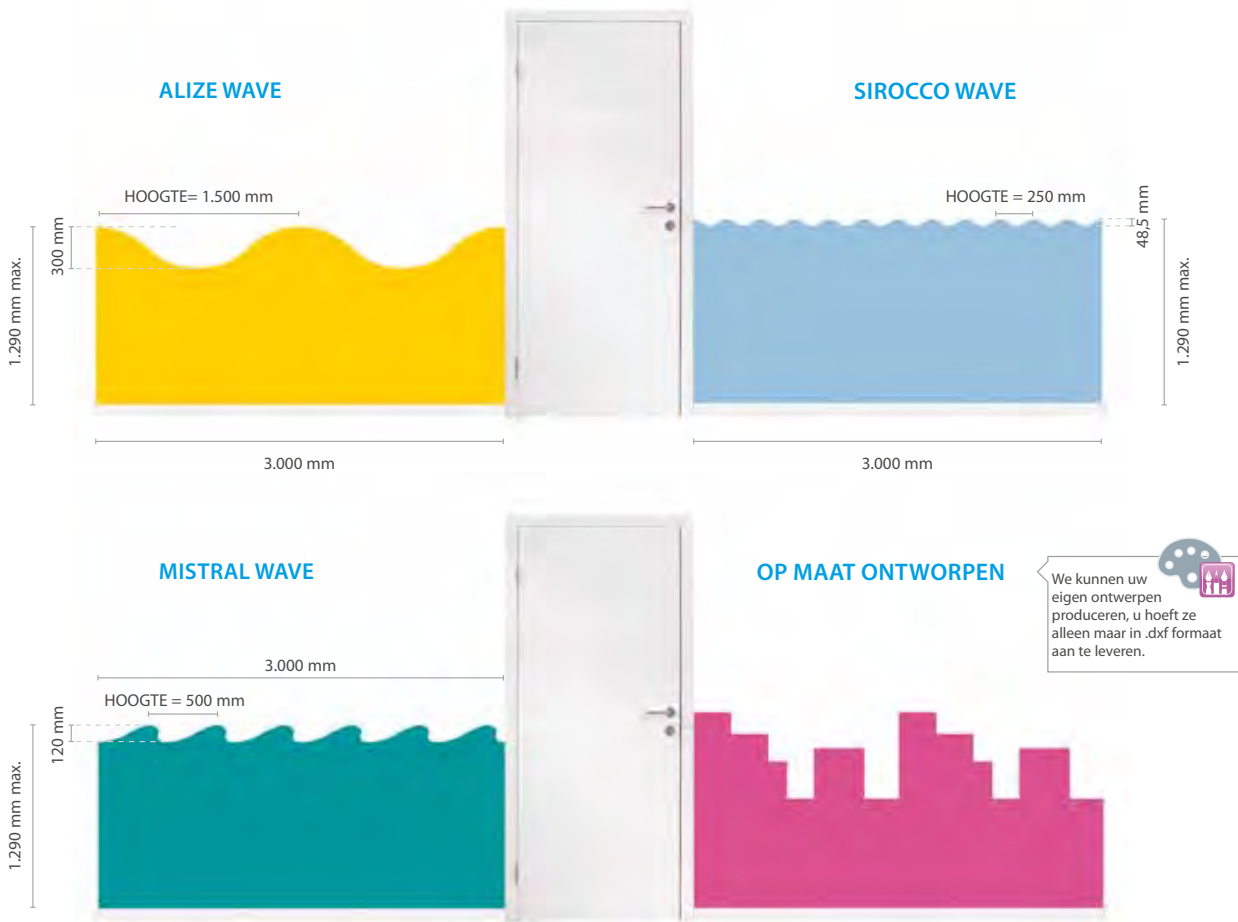 ALIZE WAVE
HOOGTE= 1.500 mm
300 mm
1.290 mm max.
3.000 mm
SIROCCO WAVE
HOOGTE = 250 mm
48,5 mm
1.290 mm max.
3.000 mm
MISTRAL WAVE
3.000 mm
HOOGTE = 500 mm
120 mm
1.290 mm max.
OP MAAT ONTWORPEN
We kunnen uw
eigen ontwerpen
produceren, u hoeft ze
alleen maar in .dxf formaat
aan te leveren.